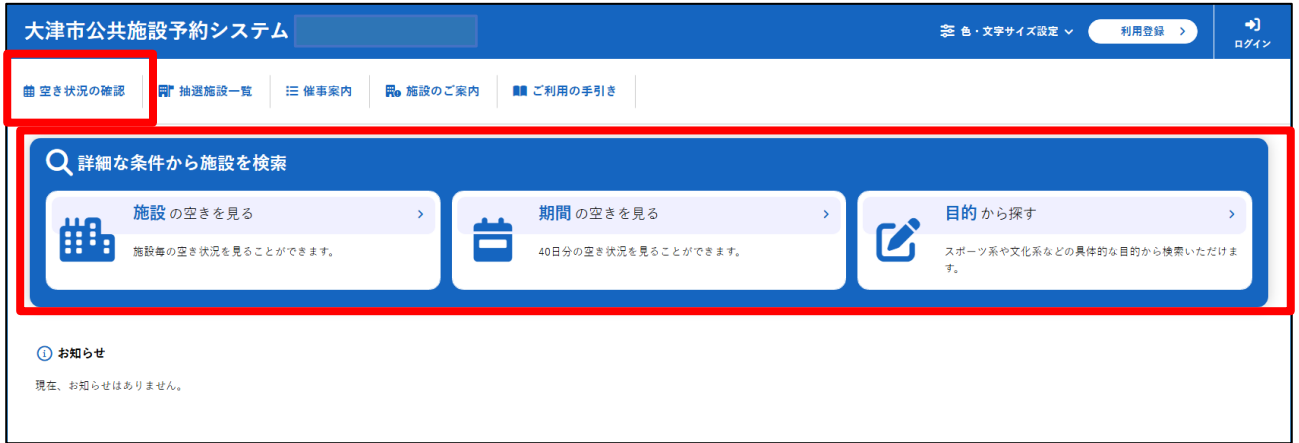 大津市公共施設予約システム
色・文字サイズ設定
利用登録
ログイン
空き状況の確認
抽選施設一覧
催事案内
施設のご案内
ご利用の手引き
詳細な条件から施設を検索
施設 の空きを見る
施設毎の空き状況を見ることができます。
期間 の空きを見る
40日分の空き状況を見ることができます。
目的 から探す
スポーツ系や文化系などの具体的な目的から検索いただけま
す。
お知らせ
現在、お知らせはありません。